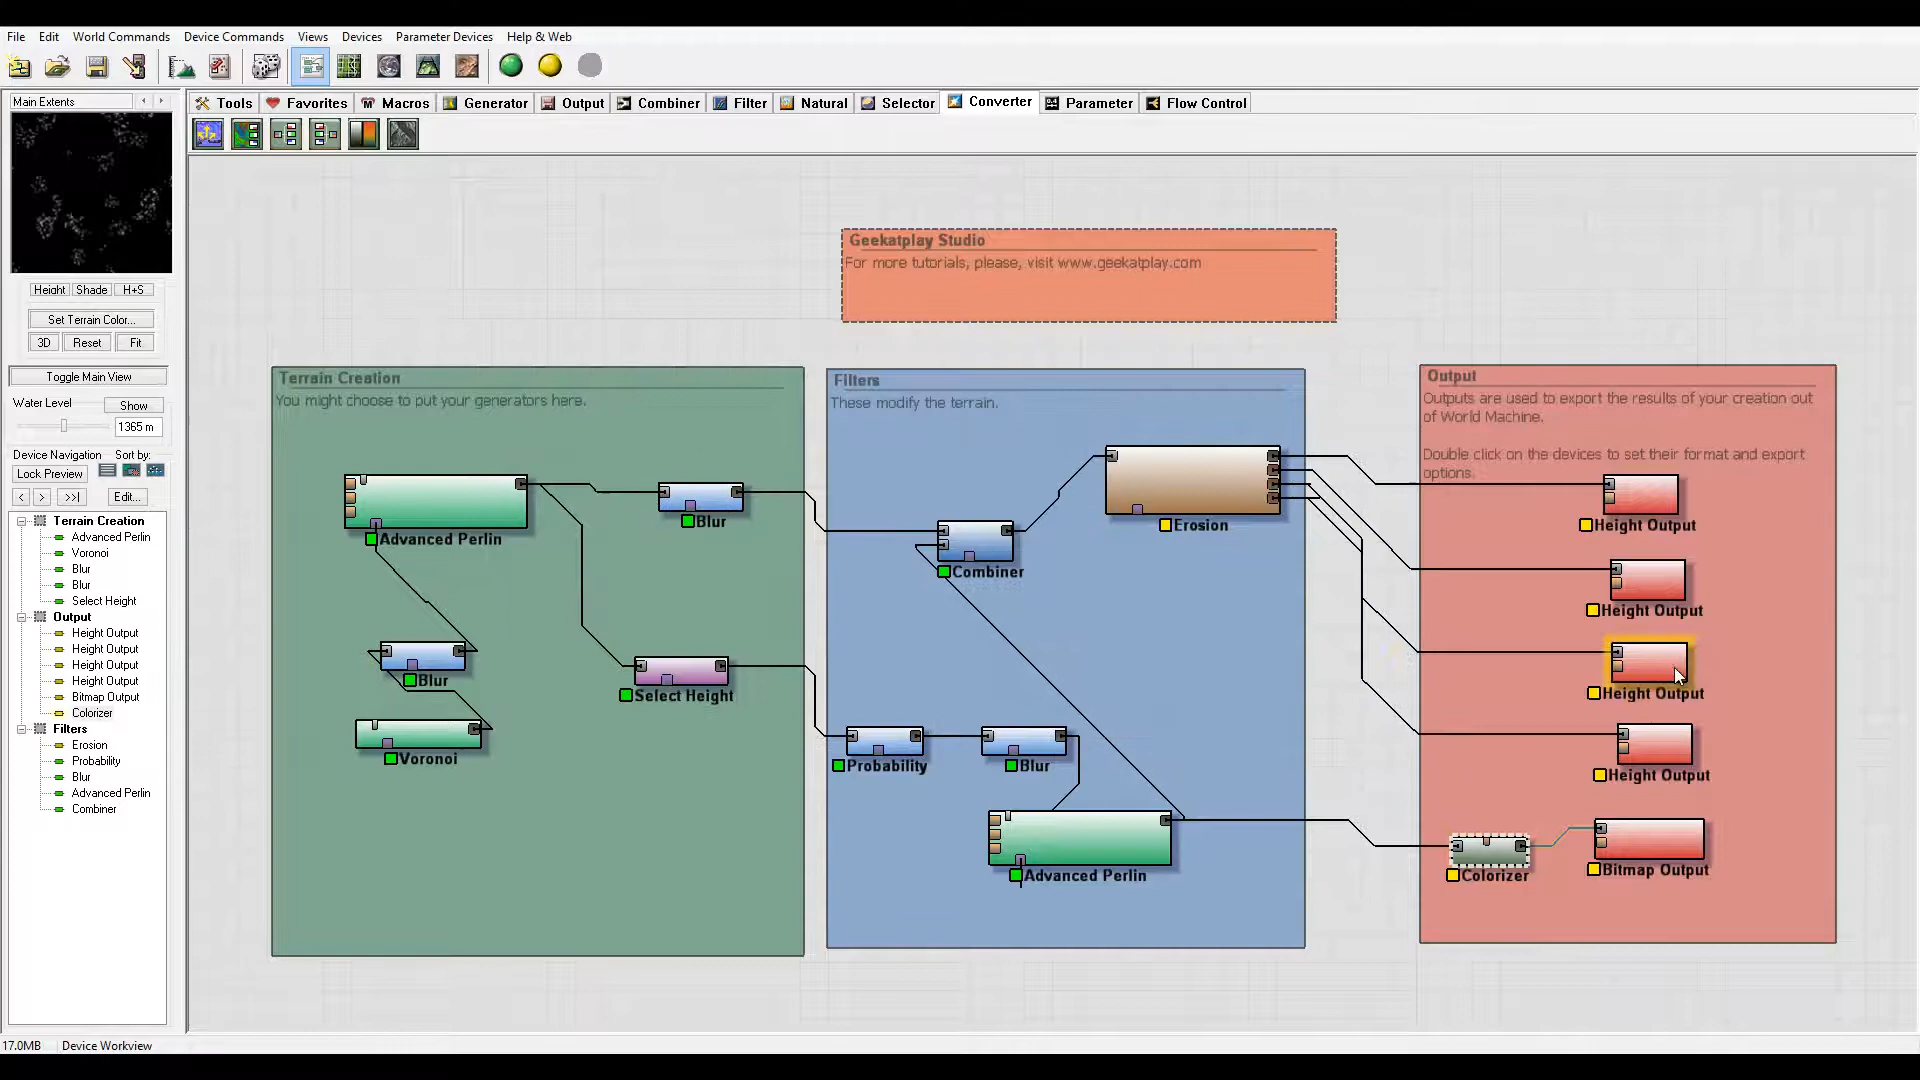 File Edit World Commands Device Commands Views Devices Parameter Devices Help & Web
Main Extents
Tools Favorites Macros Generator Output Combiner Filter Natural Selector Converter Parameter Flow Control
Height Shade H+S
Set Terrain Color...
3D Reset Fit
Toggle Main View
Water Level Show
1365 m
Device Navigation Sort by:
Lock Preview
< > >>| Edit...
Terrain Creation
Advanced Perlin
Voronoi
Blur
Blur
Select Height
Output
Height Output
Height Output
Height Output
Height Output
Bitmap Output
Colorizer
Filters
Erosion
Probability
Blur
Advanced Perlin
Combiner
Geekatplay Studio
For more tutorials, please, visit www.geekatplay.com
Terrain Creation
You might choose to put your generators here.
Advanced Perlin
Blur
Blur
Select Height
Voronoi
Filters
These modify the terrain.
Erosion
Combiner
Probability
Blur
Advanced Perlin
Output
Outputs are used to export the results of your creation out
of World Machine.
Double click on the devices to set their format and export
options.
Height Output
Height Output
Height Output
Height Output
Colorizer
Bitmap Output
17.0MB Device Workview